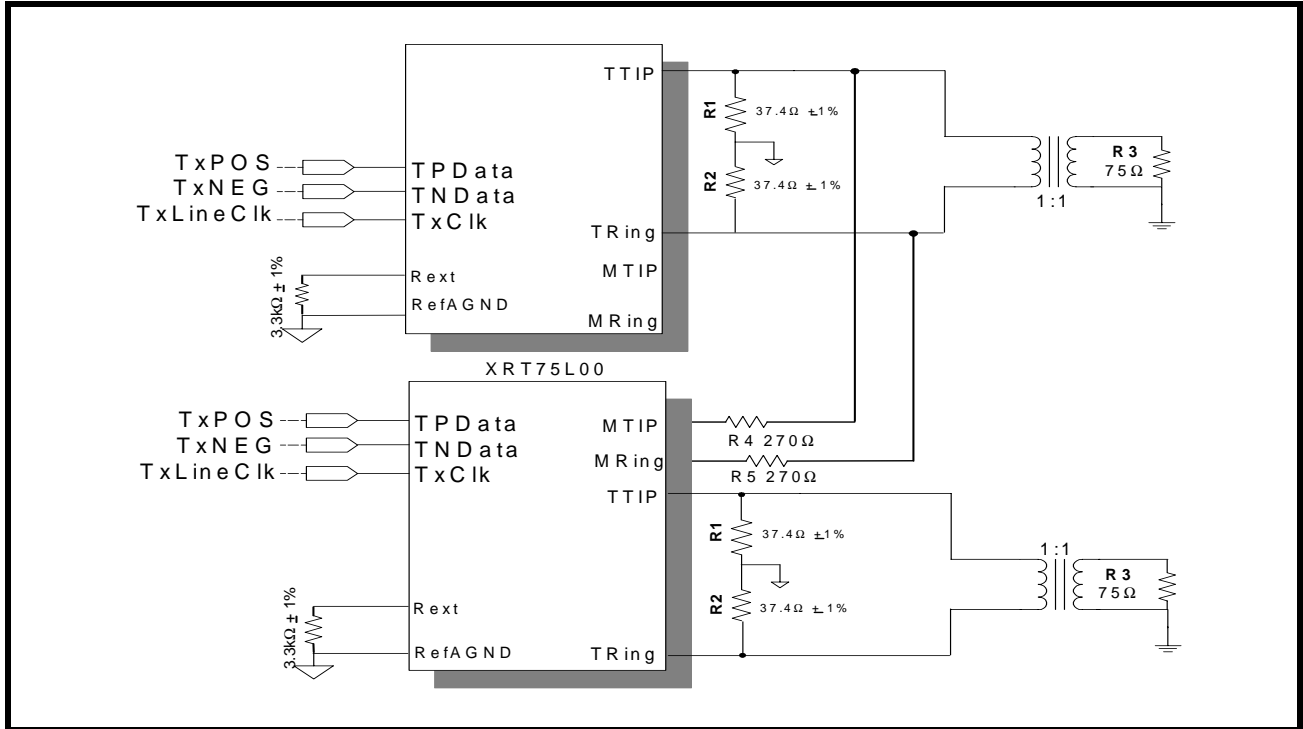 TTIP
R1
37.4Ω ±1%
R2
37.4Ω ±1%
R3
75Ω
1:1
TxPOS
TPData
TxNEG
TNData
TxLineClk
TxClk
TRing
MTIP
Rext
RefAGND
MRing
3.3kΩ ± 1%
XRT75L00
TxPOS
TPData
TxNEG
TNData
TxLineClk
TxClk
MTIP
R4 270Ω
MRing
R5 270Ω
TTIP
R1
37.4Ω ±1%
R2
37.4Ω ±1%
1:1
R3
75Ω
Rext
RefAGND
TRing
3.3kΩ ± 1%